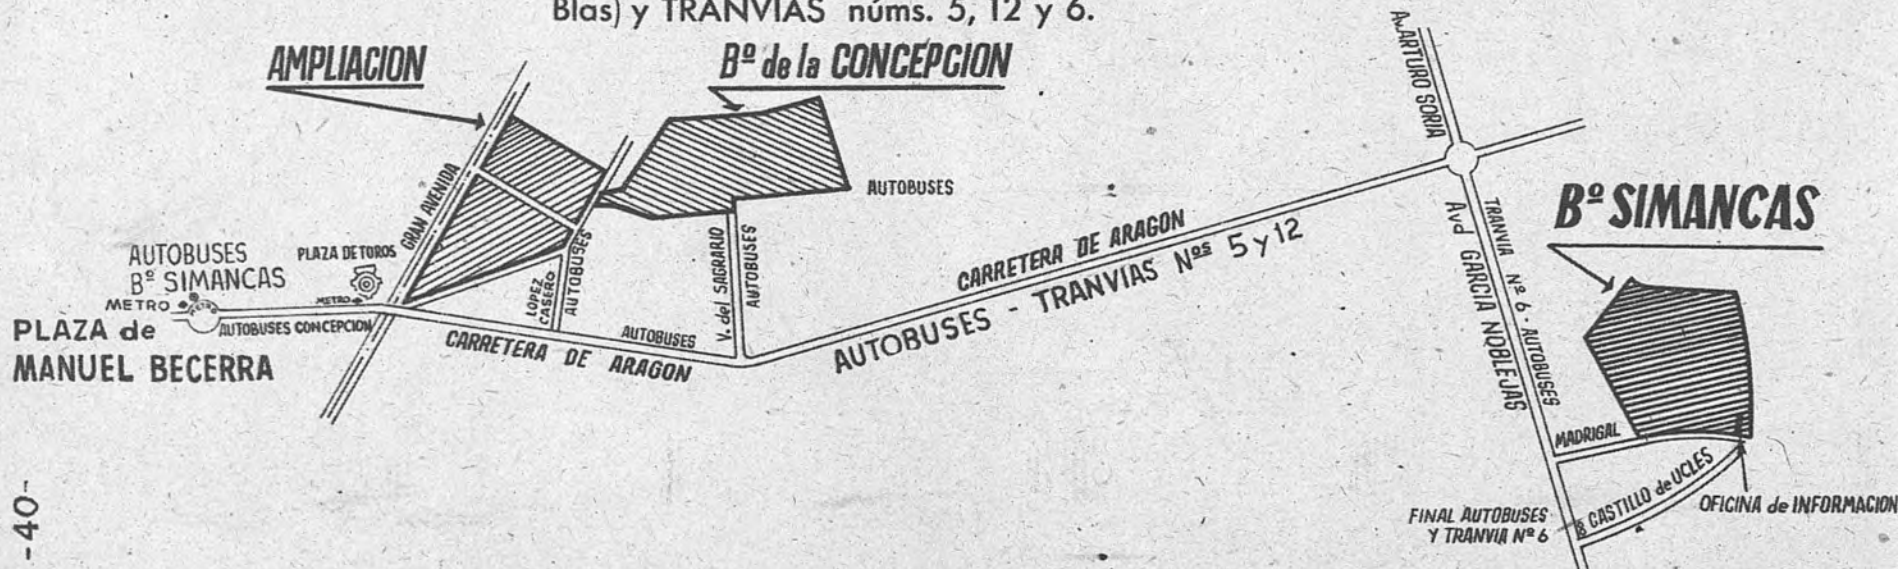 Blas) y TRANVIAS núms. 5, 12 y 6.
AMPLIACION
Bº de la CONCEPCION
Av. ARTURO SORIA
AUTOBUSES
GRAN AVENIDA
Bº SIMANCAS
AUTOBUSES
Bº SIMANCAS
PLAZA DE TOROS
METRO
METRO
METRO
PLAZA de
MANUEL BECERRA
AUTOBUSES CONCEPCION
LOPEZ
CASERO
AUTOBUSES
V. del SAGRARIO
AUTOBUSES
AUTOBUSES
CARRETERA DE ARAGON
CARRETERA DE ARAGON
AUTOBUSES - TRANVIAS Nºs 5 y 12
TRANVIA Nº 6 - AUTOBUSES
Avd GARCIA NOBLEJAS
MADRIGAL
CASTILLO de UCLES
OFICINA de INFORMACION
FINAL AUTOBUSES
Y TRANVIA Nº 6
-40-